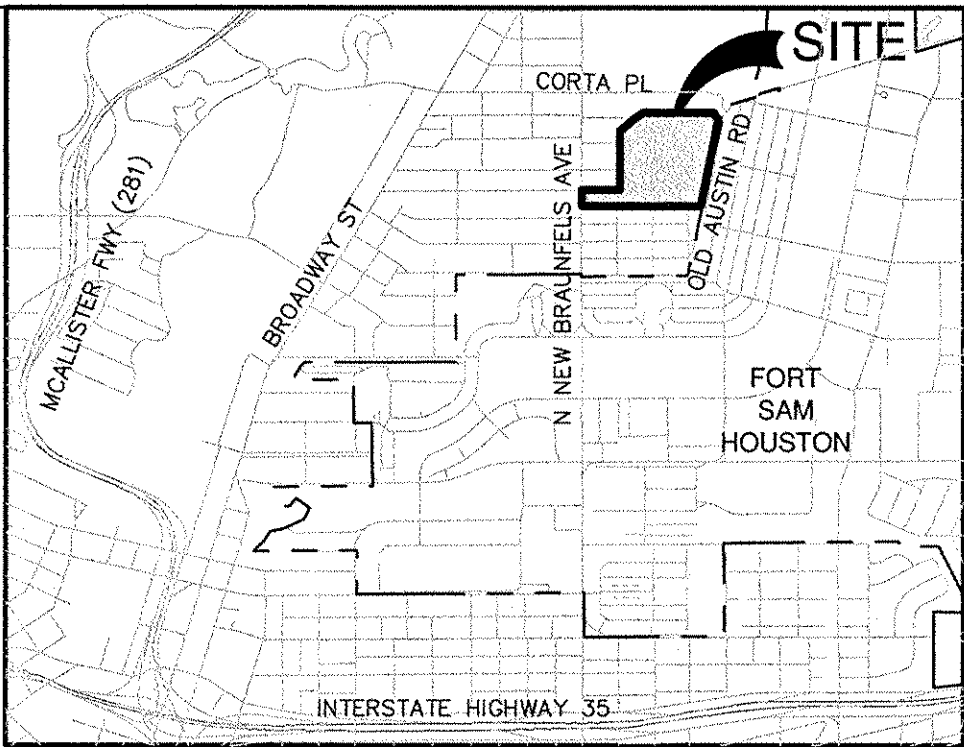 SITE
CORTA PL
MCALLISTER FWY (281)
BROADWAY ST
N NEW BRAUNFELS AVE
OLD AUSTIN RD
FORT
SAM
HOUSTON
INTERSTATE HIGHWAY 35